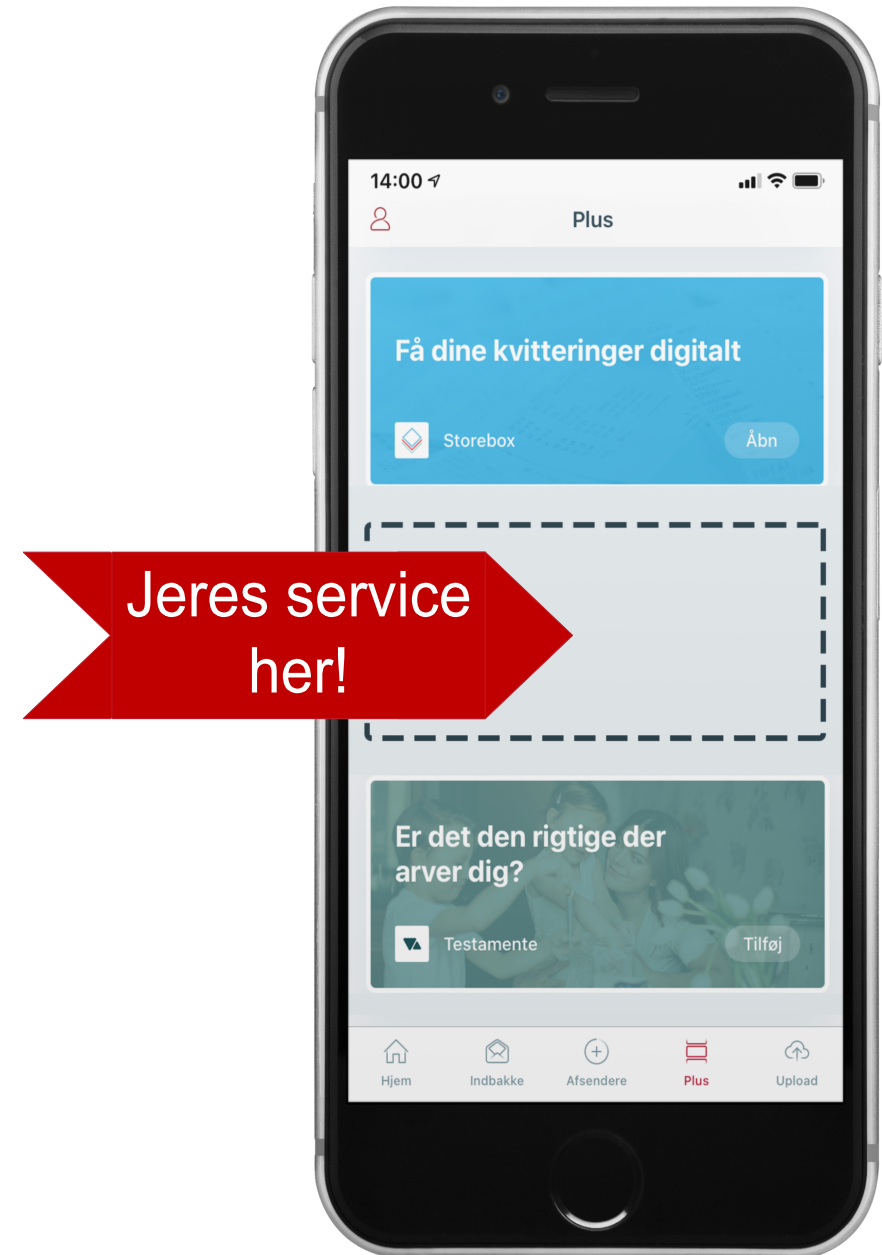 14:00
Plus
Få dine kvitteringer digitalt
Storebox
Åbn
Jeres service
her!
Er det den rigtige der
arver dig?
Testamente
Tilføj
Hjem
Indbakke
Afsendere
Plus
Upload